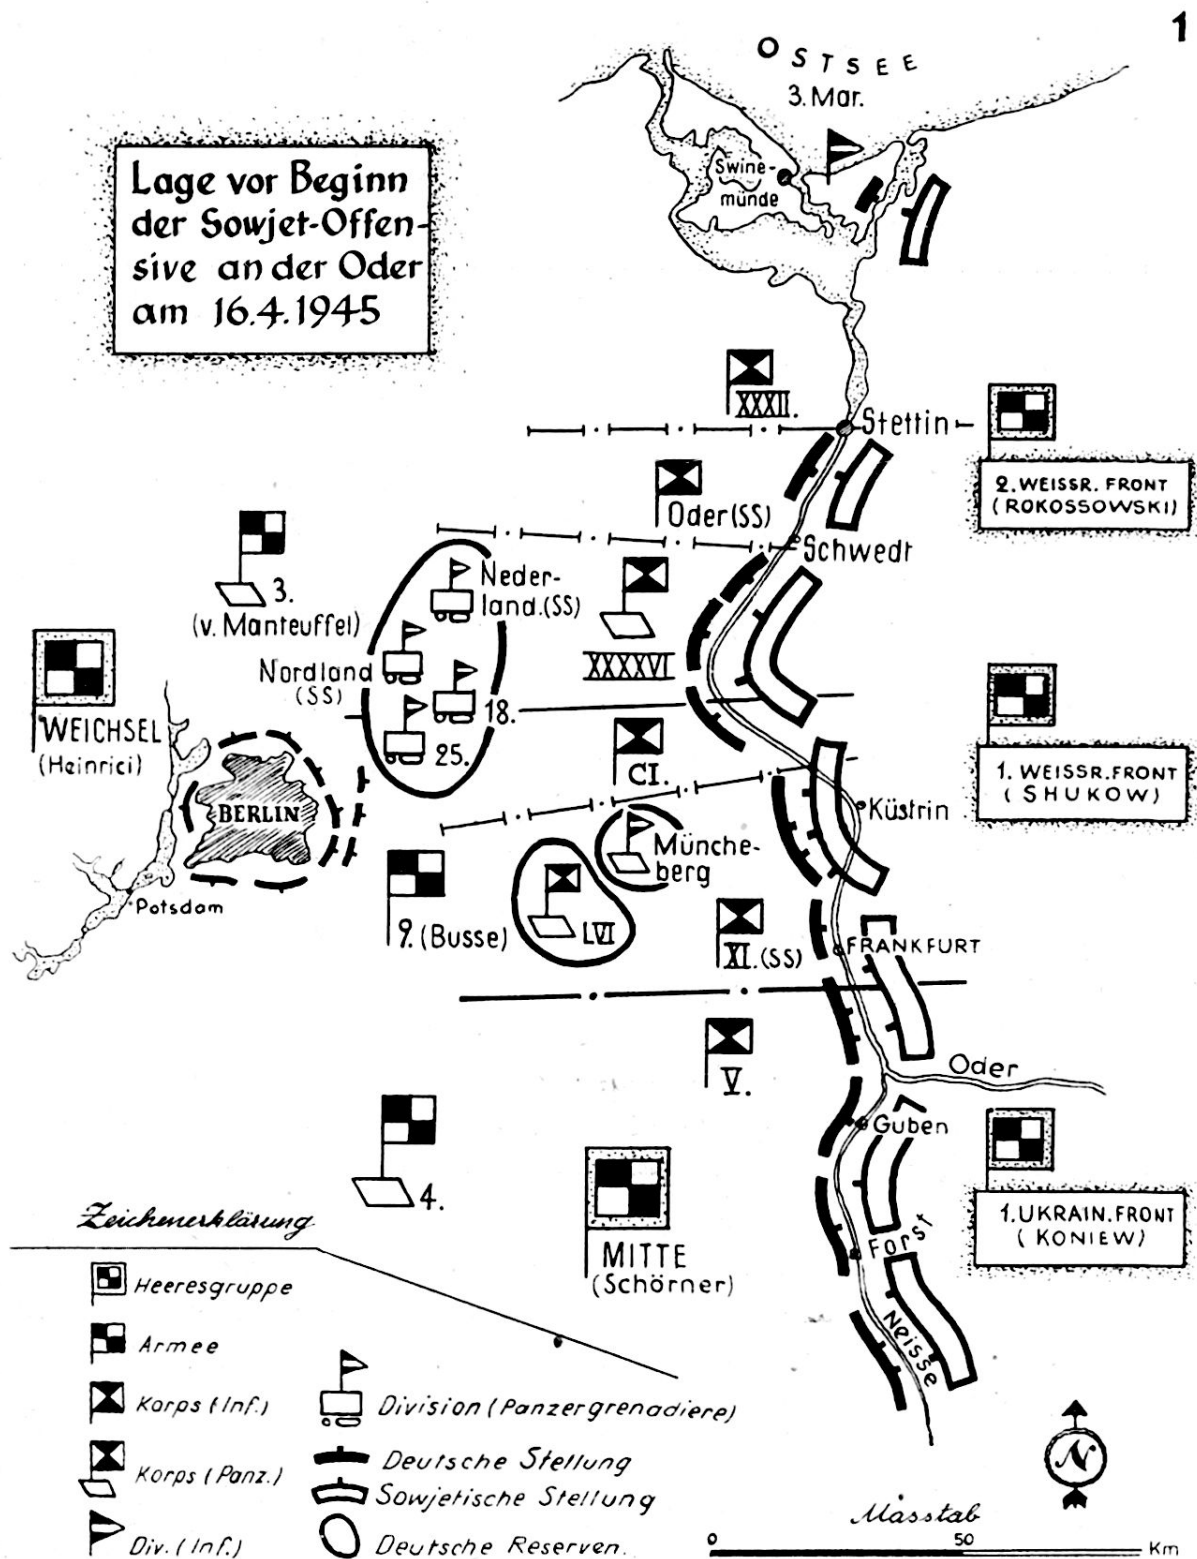 1
OSTSEE
3. Mar.
Lage vor Beginn
der Sowjet-Offen-
sive an der Oder
am 16.4.1945
Swine-
münde
XXXII.
Stettin
2. WEISSR. FRONT
(ROKOSSOWSKI)
Oder (SS)
Schwedt
3.
(v. Manteuffel)
Neder-
land. (SS)
Nordland
(SS)
18.
25.
XXXXVI
WEICHSEL
(Heinrici)
CI.
1. WEISSR. FRONT
(SHUKOW)
BERLIN
Küstrin
Münche-
berg
Potsdam
9. (Busse)
LVI
XI. (SS)
FRANKFURT
V.
Oder
Guben
4.
MITTE
(Schörner)
1. UKRAIN. FRONT
(KONIEW)
Forst
Neisse
Zeichenerklärung
Heeresgruppe
Armee
Korps (Inf.)
Korps (Panz.)
Div. (Inf.)
Division (Panzergrenadiere)
Deutsche Stellung
Sowjetische Stellung
Deutsche Reserven.
N
Masstab
0 50 Km